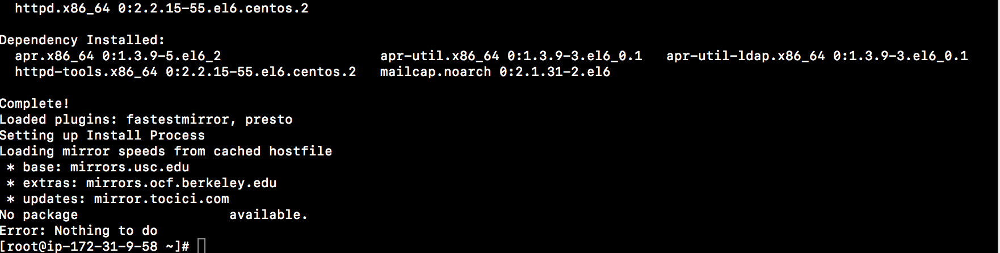 httpd.x86_64 0:2.2.15-55.el6.centos.2
Dependency Installed:
apr.x86_64 0:1.3.9-5.el6_2 apr-util.x86_64 0:1.3.9-3.el6_0.1 apr-util-ldap.x86_64 0:1.3.9-3.el6_0.1
httpd-tools.x86_64 0:2.2.15-55.el6.centos.2 mailcap.noarch 0:2.1.31-2.el6
Complete!
Loaded plugins: fastestmirror, presto
Setting up Install Process
Loading mirror speeds from cached hostfile
* base: mirrors.usc.edu
* extras: mirrors.ocf.berkeley.edu
* updates: mirror.tocici.com
No package available.
Error: Nothing to do
[root@ip-172-31-9-58 ~]#